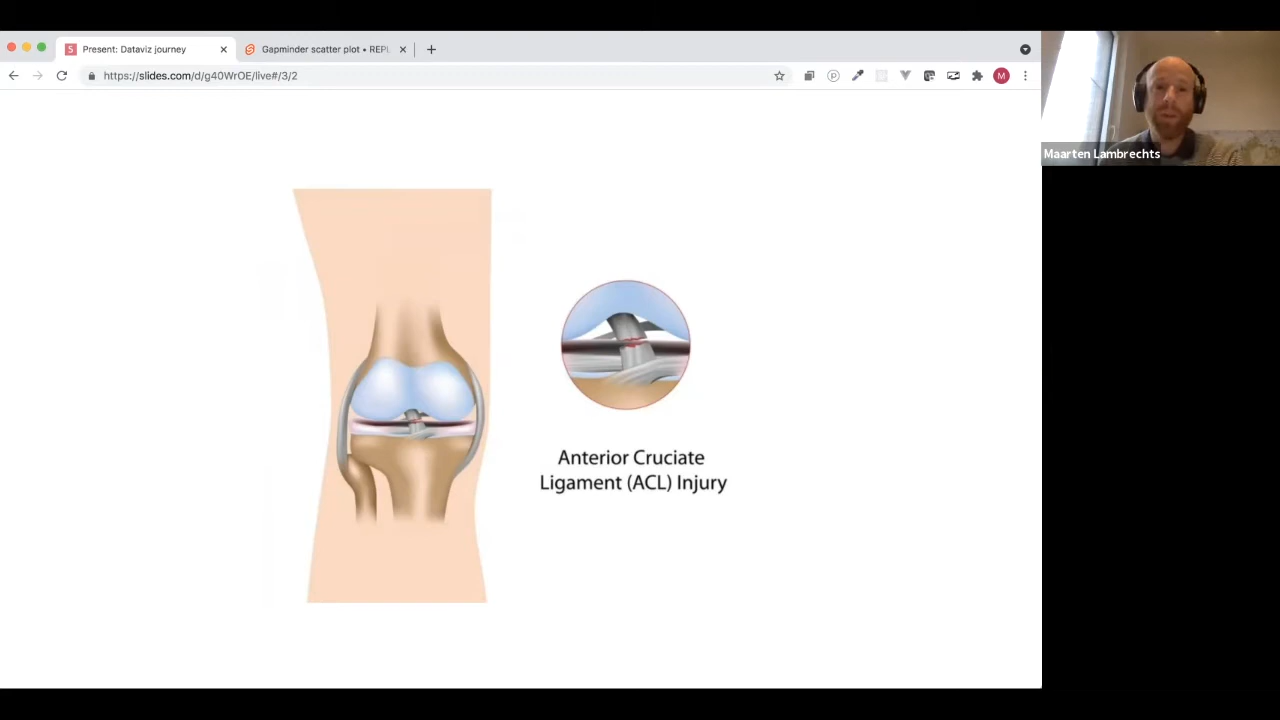 Present: Dataviz journey
Gapminder scatter plot • REPL
https://slides.com/d/g40WrOE/live#/3/2
M
Maarten Lambrechts
Anterior Cruciate
Ligament (ACL) Injury